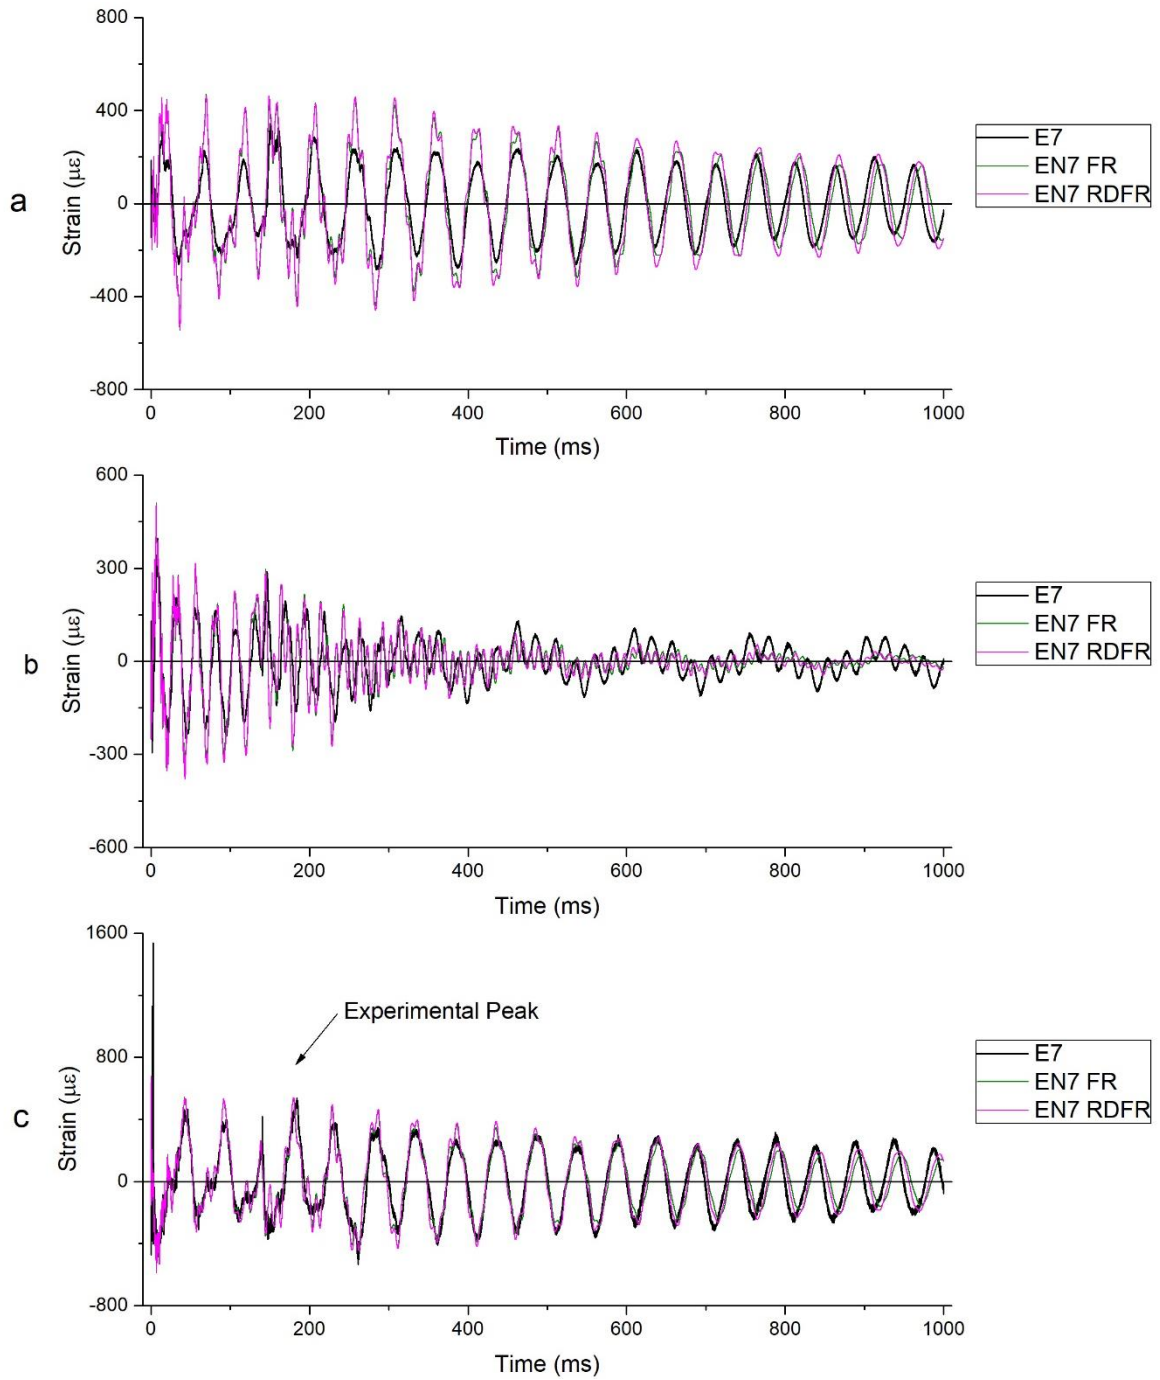 a
Strain (με)
800
400
0
-400
-800
0 200 400 600 800 1000
Time (ms)
E7
EN7 FR
EN7 RDFR
b
Strain (με)
600
300
0
-300
-600
0 200 400 600 800 1000
Time (ms)
E7
EN7 FR
EN7 RDFR
c
Strain (με)
1600
800
0
-800
Experimental Peak
0 200 400 600 800 1000
Time (ms)
E7
EN7 FR
EN7 RDFR